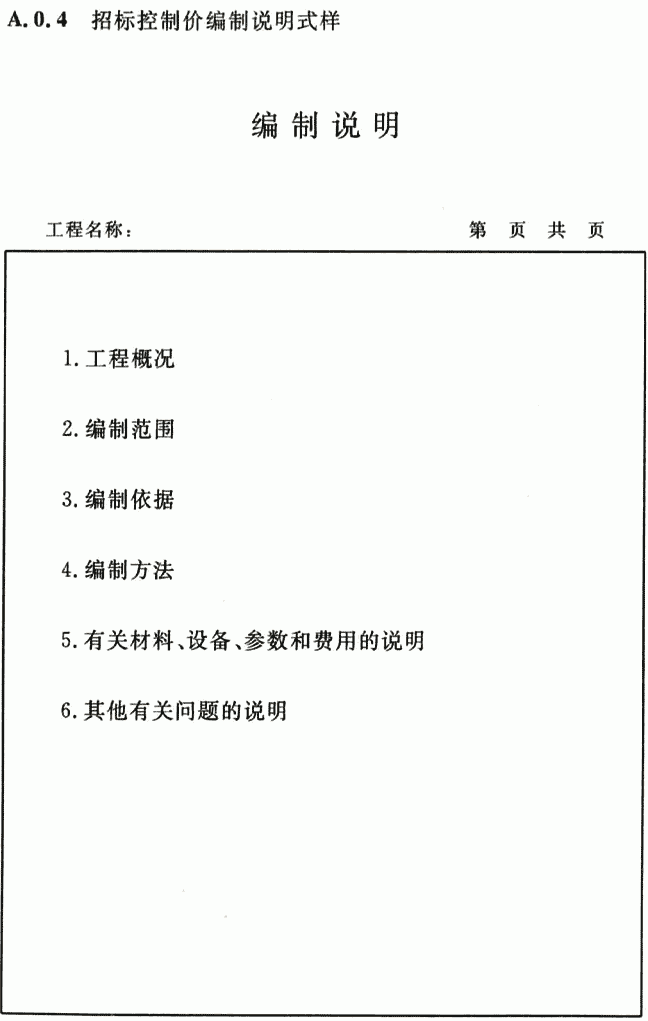 A.0.4 招标控制价编制说明式样
编制说明
工程名称: 第 页 共 页
1.工程概况
2.编制范围
3.编制依据
4.编制方法
5.有关材料、设备、参数和费用的说明
6.其他有关问题的说明